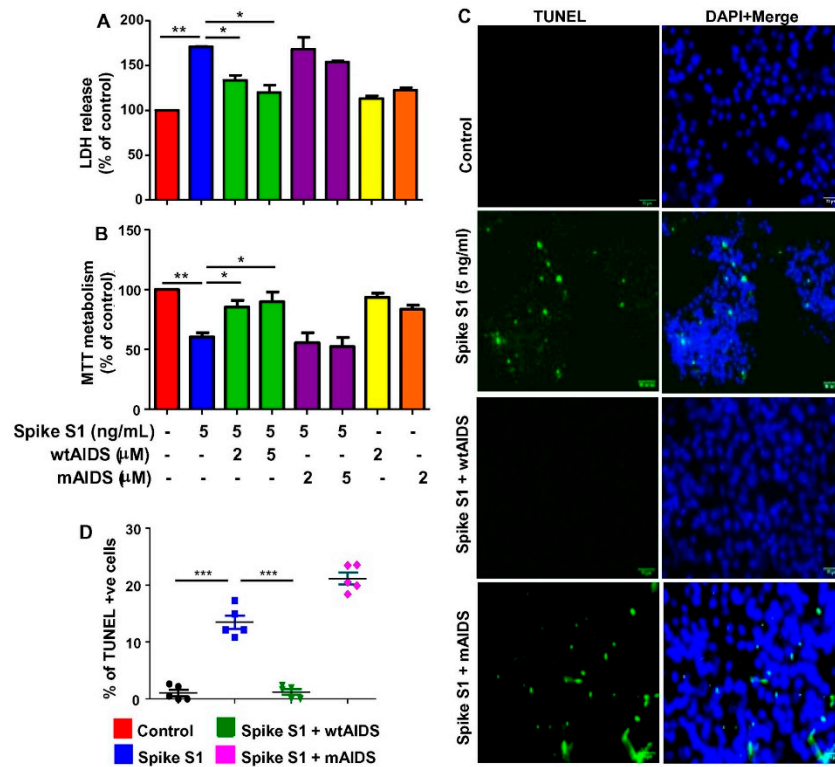 A
LDH release
(% of control)
200
150
100
50
0
**
*
*
B
MTT metabolism
(% of control)
150
100
50
0
**
*
*
Spike S1 (ng/mL) - 5 5 5 5 5 - -
wtAIDS (μM) - - 2 5 - - 2 -
mAIDS (μM) - - - - 2 5 - 2
C
TUNEL
DAPI+Merge
Control
Spike S1 (5 ng/ml)
Spike S1 + wtAIDS
Spike S1 + mAIDS
D
% of TUNEL +ve cells
30
20
10
0
***
***
Control
Spike S1 + wtAIDS
Spike S1
Spike S1 + mAIDS